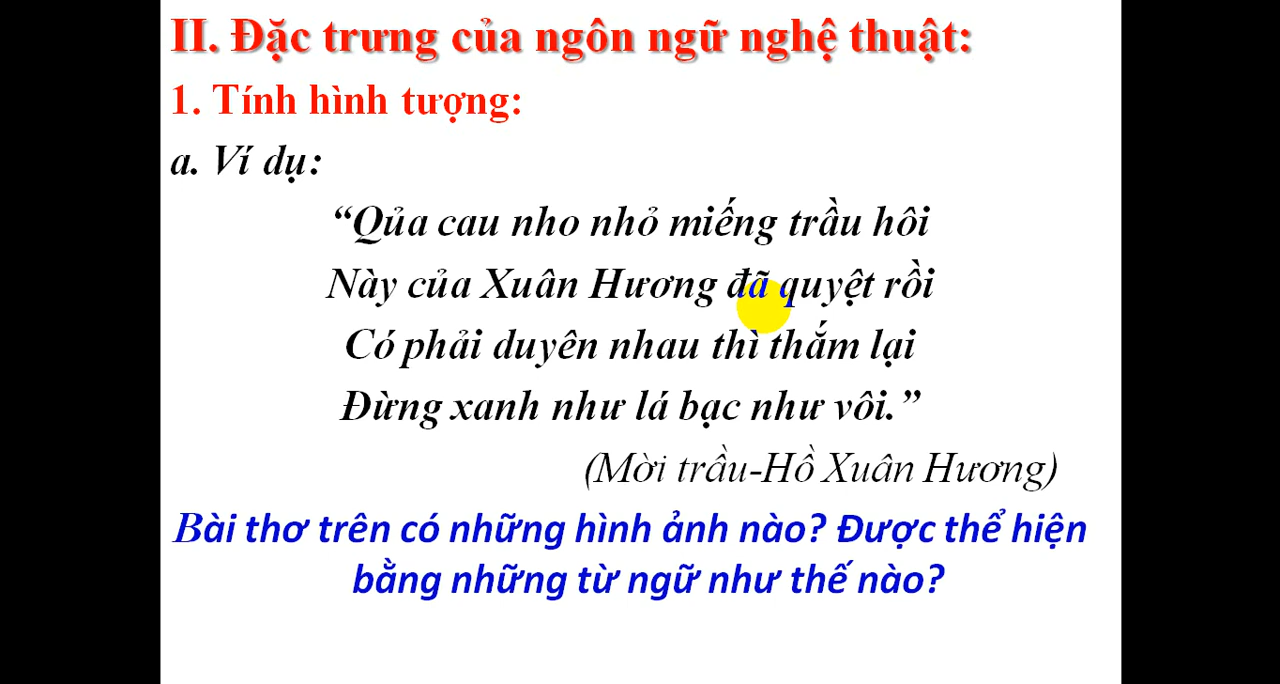 II. Đặc trưng của ngôn ngữ nghệ thuật:
1. Tính hình tượng:
a. Ví dụ:
“Qủa cau nho nhỏ miếng trầu hôi
Này của Xuân Hương đã quyệt rồi
Có phải duyên nhau thì thắm lại
Đừng xanh như lá bạc như vôi.”
(Mời trầu-Hồ Xuân Hương)
Bài thơ trên có những hình ảnh nào? Được thể hiện
bằng những từ ngữ như thế nào?